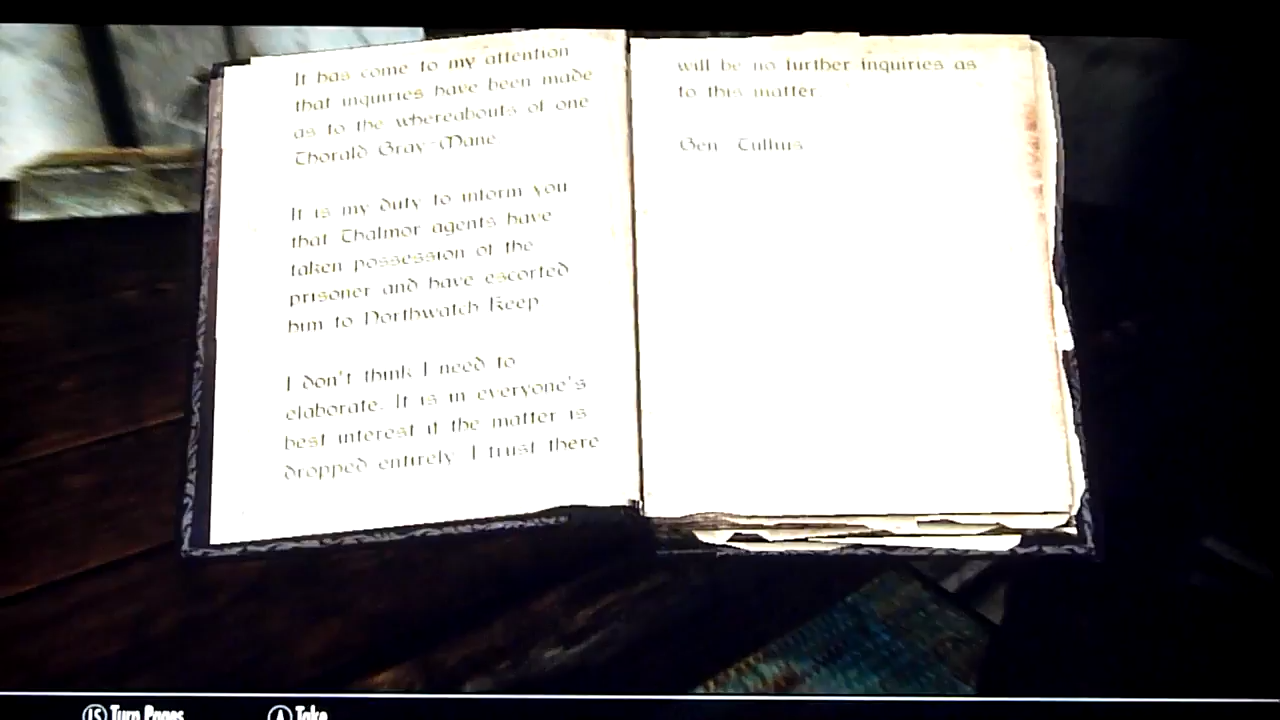 It has come to my attention
that inquiries have been made
as to the whereabouts of one
Thorald Gray-Mane
It is my duty to inform you
that Thalmor agents have
taken possession of the
prisoner and have escorted
him to Northwatch Keep
I don't think I need to
elaborate. It is in everyone's
best interest if the matter is
dropped entirely. I trust there
will be no further inquiries as
to this matter
Gen Tullius
LS Turn Pages
A Take